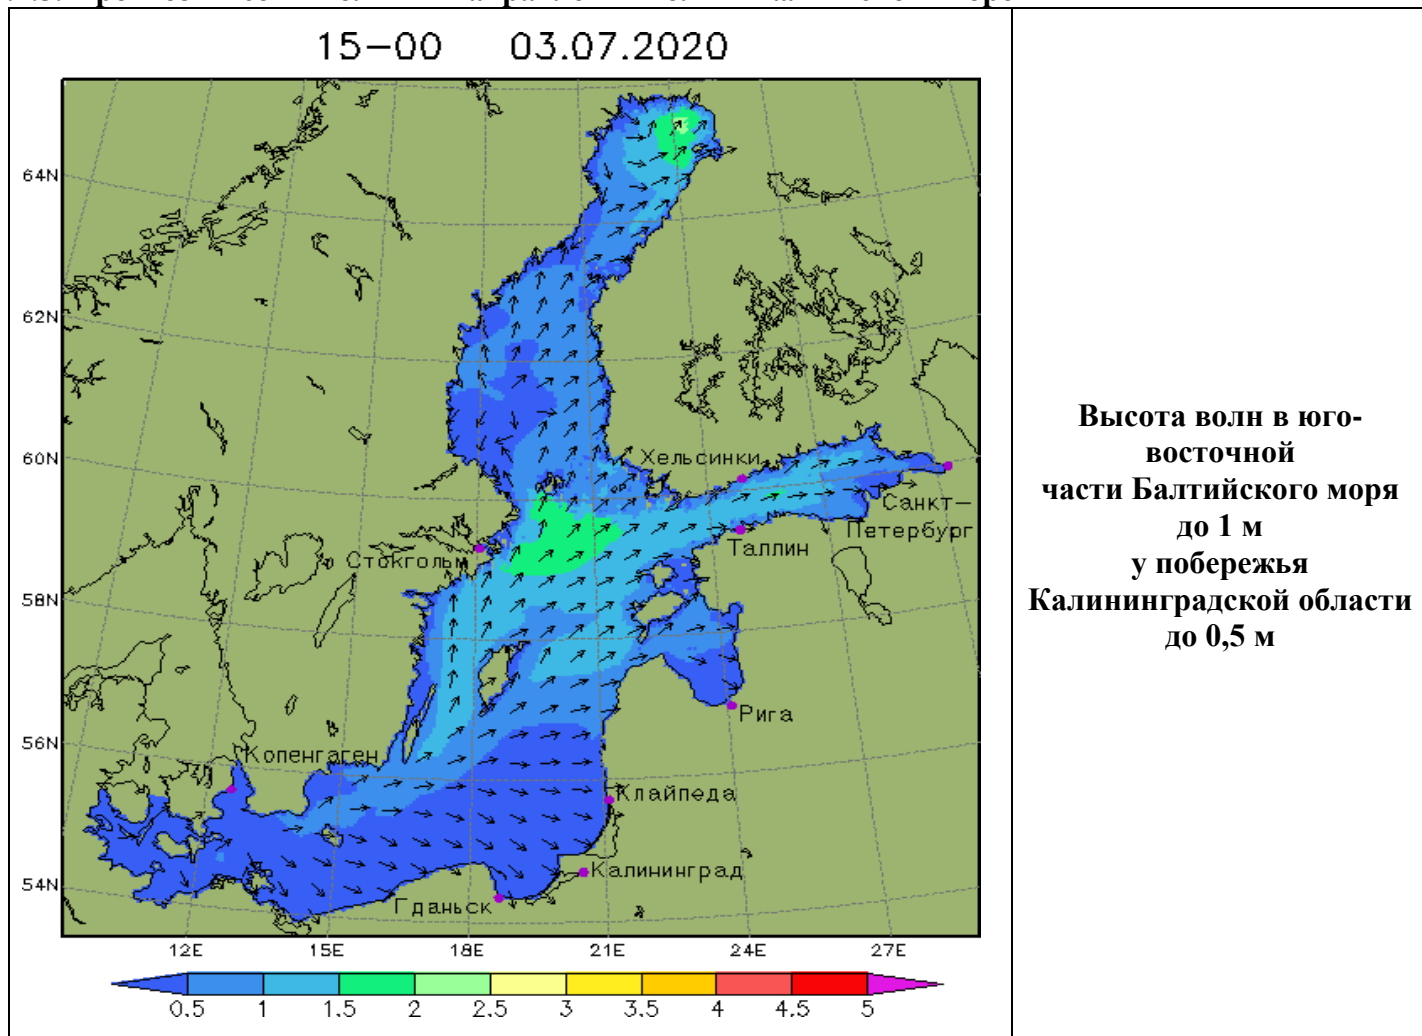 15-00 03.07.2020
64N
62N
60N
58N
56N
54N
Хельсинки
Санкт-
Петербург
Таллин
Стокгольм
Рига
Копенгаген
Клайпеда
Калининград
Гданьск
12E 15E 18E 21E 24E 27E
0.5 1 1.5 2 2.5 3 3.5 4 4.5 5
Высота волн в юго-
восточной
части Балтийского моря
до 1 м
у побережья
Калининградской области
до 0,5 м